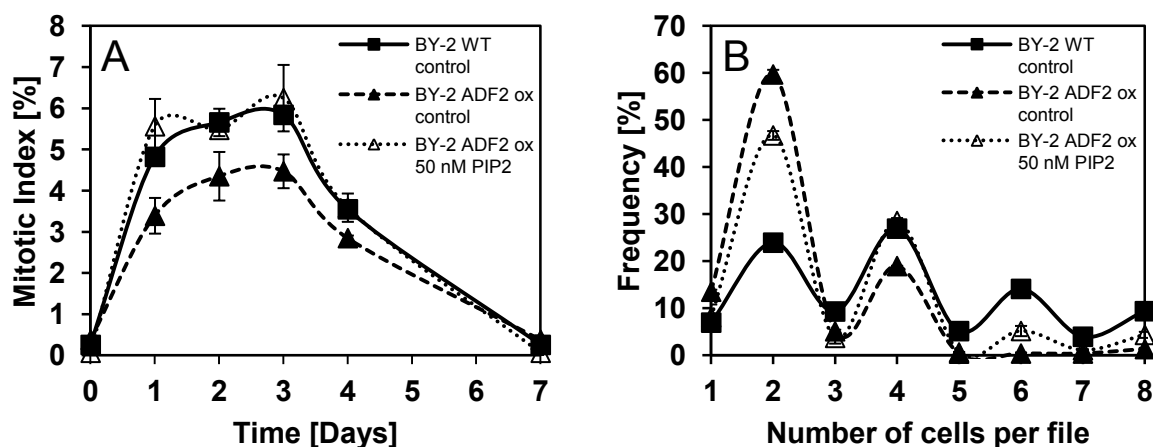 A
Mitotic Index [%]
8
7
6
5
4
3
2
1
0
BY-2 WT
control
BY-2 ADF2 ox
control
BY-2 ADF2 ox
50 nM PIP2
0 1 2 3 4 5 6 7
Time [Days]
B
Frequency [%]
70
60
50
40
30
20
10
0
BY-2 WT
control
BY-2 ADF2 ox
control
BY-2 ADF2 ox
50 nM PIP2
1 2 3 4 5 6 7 8
Number of cells per file